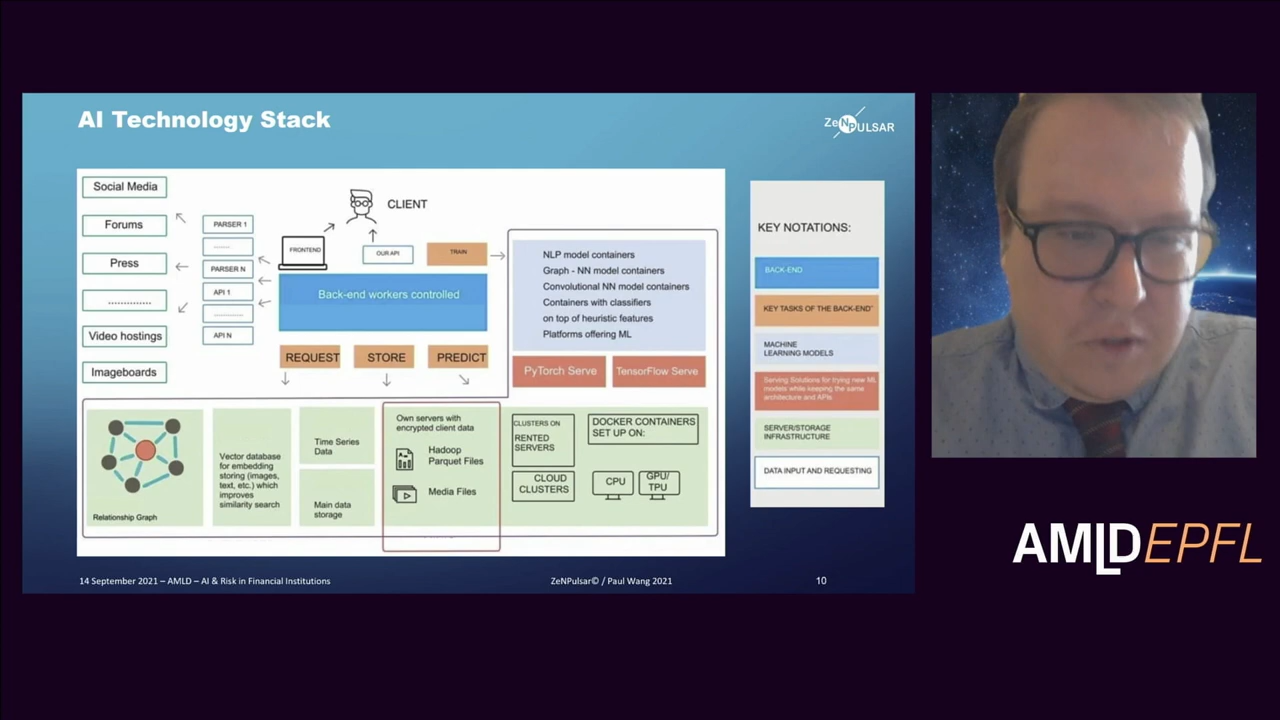 AI Technology Stack
ZeNPULSAR
Social Media
Forums
Press
..............
Video hostings
Imageboards
PARSER 1
PARSER N
API 1
API N
FRONTEND
CLIENT
OUR API
TRAIN
Back-end workers controlled
REQUEST
STORE
PREDICT
NLP model containers
Graph - NN model containers
Convolutional NN model containers
Containers with classifiers
on top of heuristic features
Platforms offering ML
PyTorch Serve
TensorFlow Serve
Relationship Graph
Vector database
for embedding
storing (images,
text, etc.) which
improves
similarity search
Time Series
Data
Main data
storage
Own servers with
encrypted client data
Hadoop
Parquet Files
Media Files
CLUSTERS ON
RENTED
SERVERS
CLOUD
CLUSTERS
DOCKER CONTAINERS
SET UP ON:
CPU
GPU/
TPU
KEY NOTATIONS:
BACK-END
KEY TASKS OF THE BACK-END"
MACHINE
LEARNING MODELS
Serving Solutions for trying new ML
models while keeping the same
architecture and APIs
SERVER/STORAGE
INFRASTRUCTURE
DATA INPUT AND REQUESTING
14 September 2021 – AMLD – AI & Risk in Financial Institutions
ZeNPulsar© / Paul Wang 2021
10
AMLDEPFL